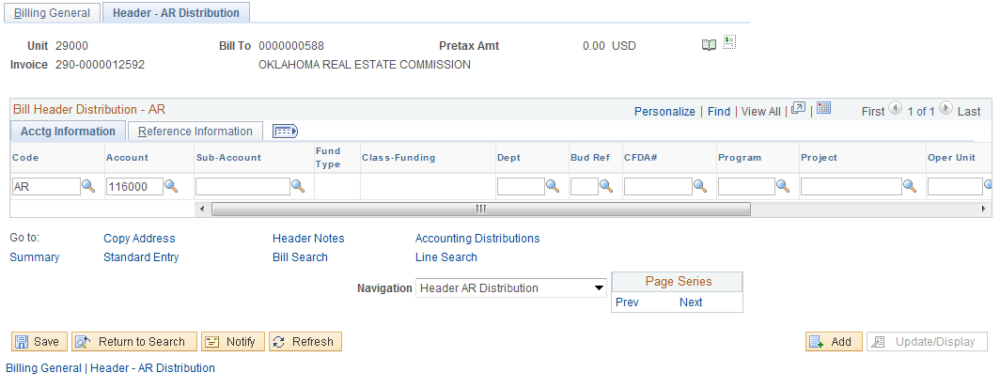 Billing General Header - AR Distribution
Unit 29000 Bill To 0000000588 Pretax Amt 0.00 USD
Invoice 290-0000012592 OKLAHOMA REAL ESTATE COMMISSION
Bill Header Distribution - AR Personalize | Find | View All | | First 1 of 1 Last
Acctg Information Reference Information
Code Account Sub-Account Fund Type Class-Funding Dept Bud Ref CFDA# Program Project Oper Unit
AR 116000
Go to: Copy Address Header Notes Accounting Distributions
Summary Standard Entry Bill Search Line Search
Navigation Header AR Distribution Page Series
Prev Next
Save Return to Search Notify Refresh Add Update/Display
Billing General | Header - AR Distribution